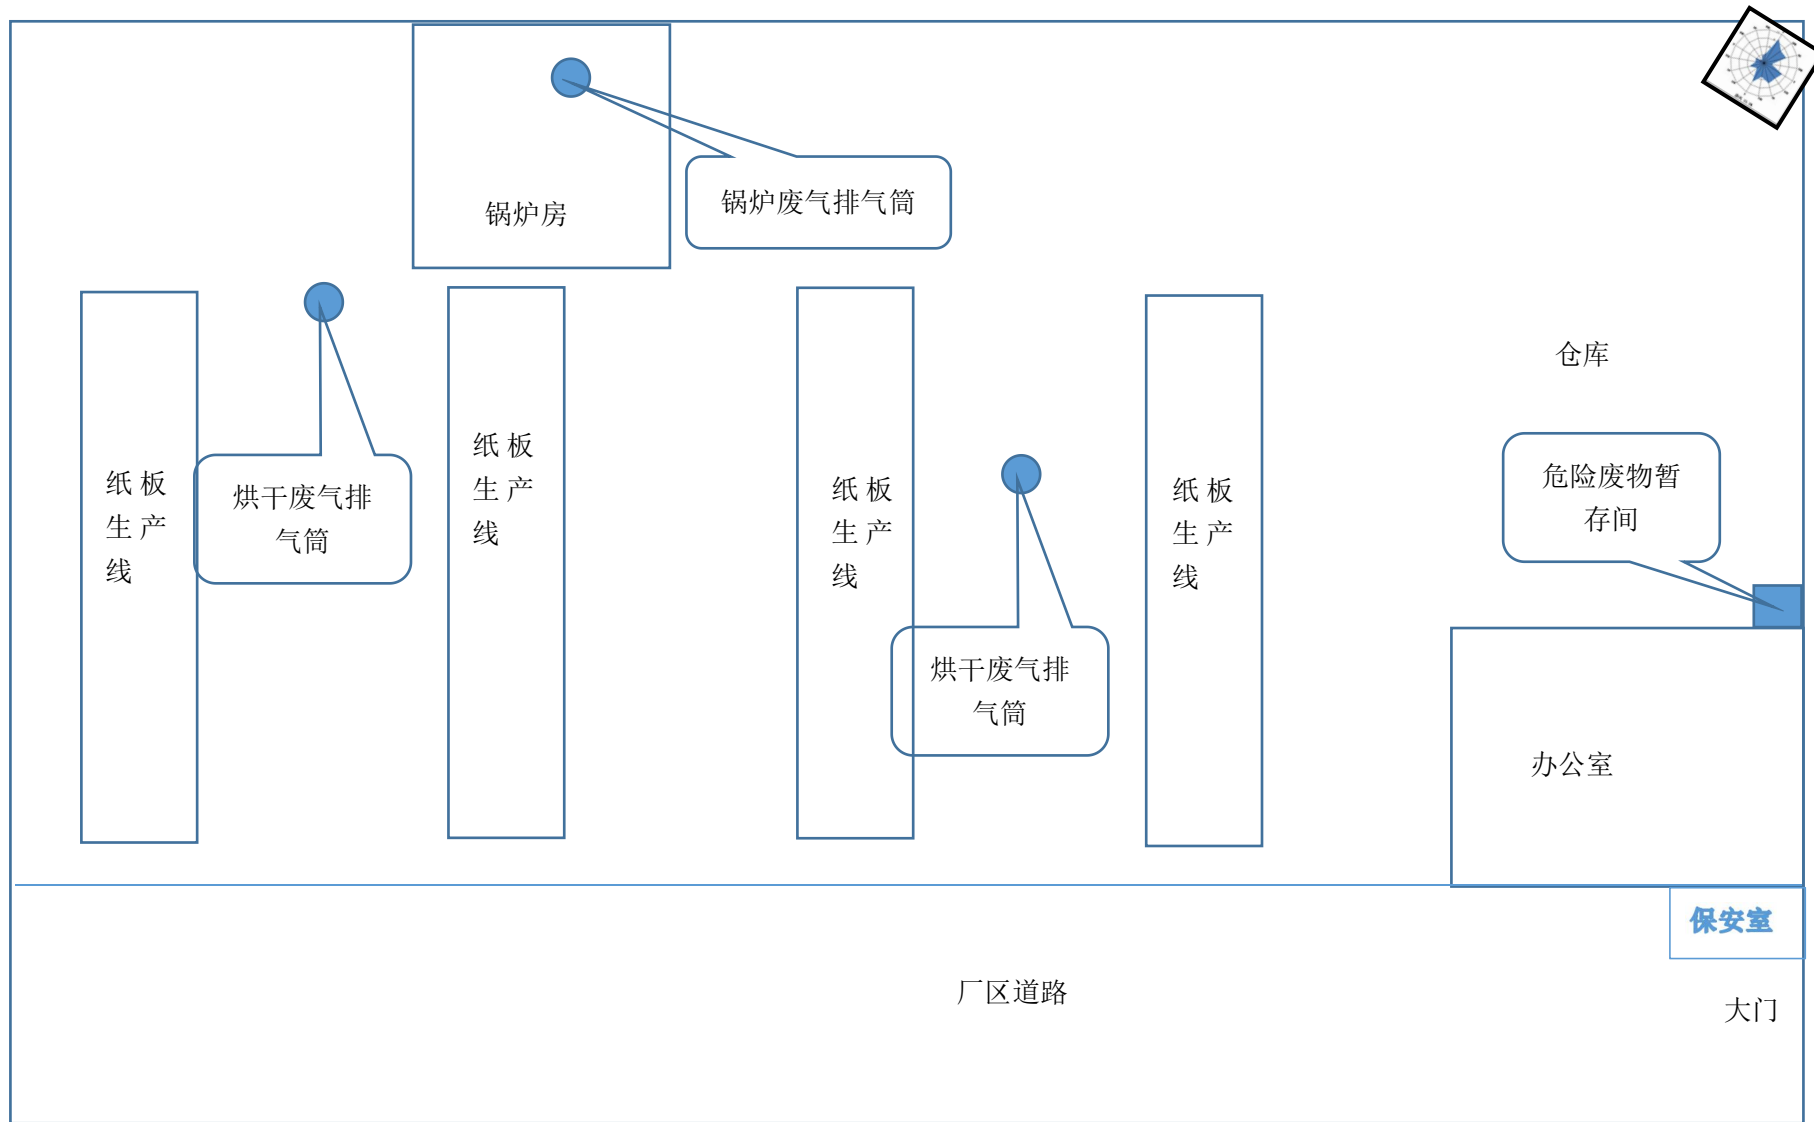 锅炉废气排气筒
锅炉房
仓库
纸板
生产
线
烘干废气排
气筒
纸板
生产
线
纸板
生产
线
纸板
生产
线
危险废物暂
存间
烘干废气排
气筒
办公室
保安室
厂区道路
大门